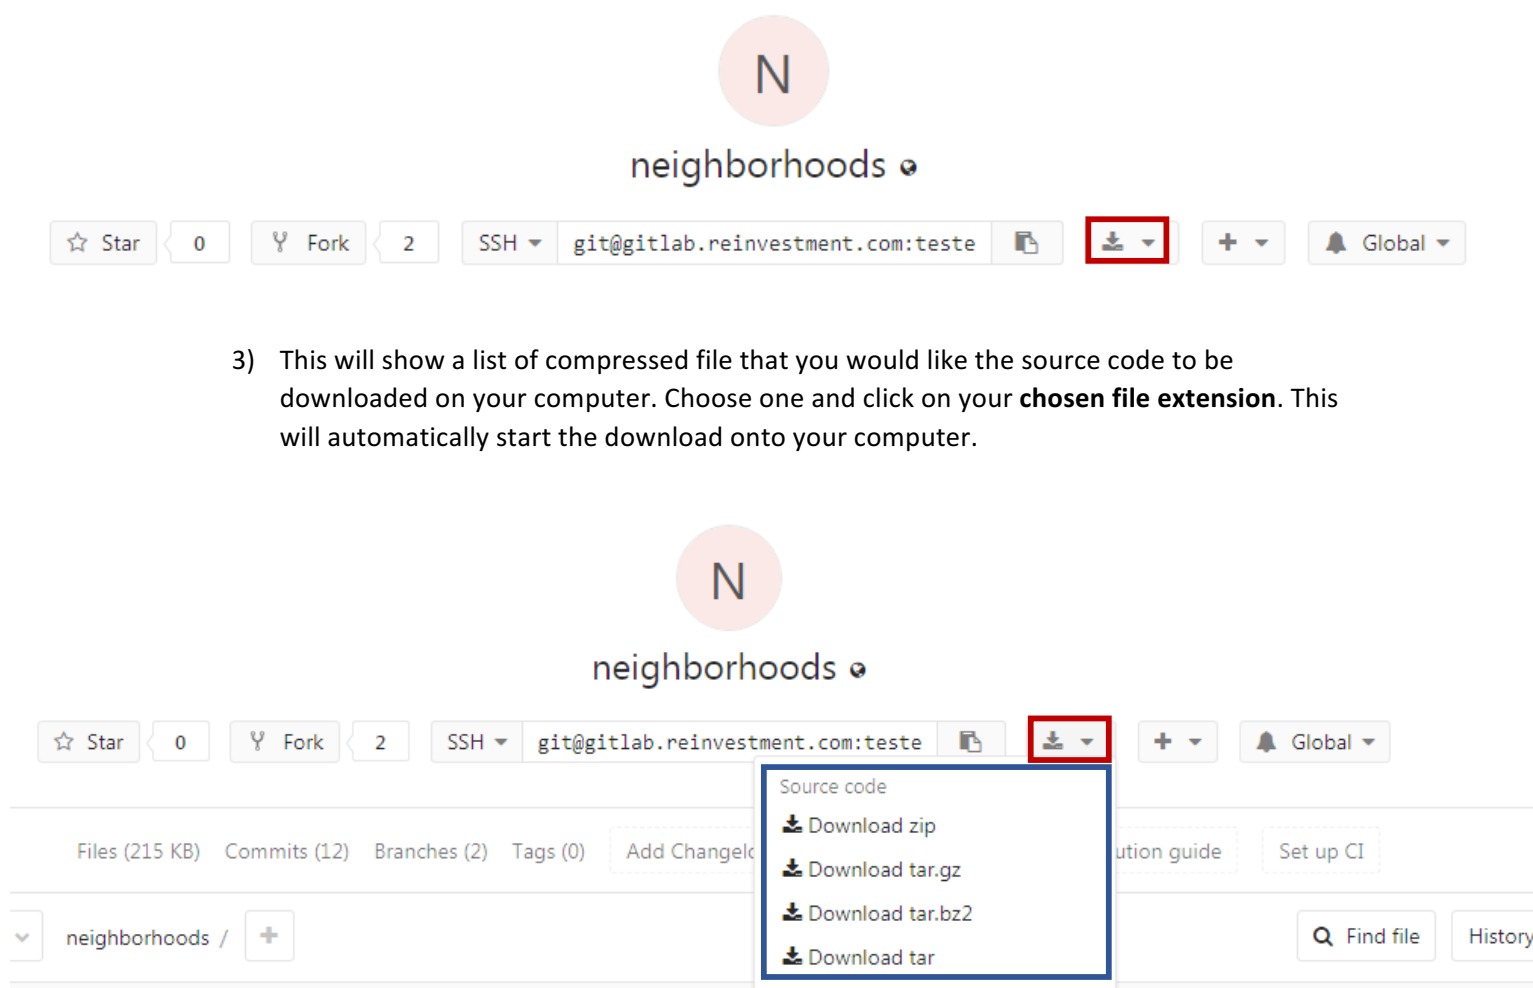 N
neighborhoods
Star 0 Fork 2 SSH git@gitlab.reinvestment.com:teste Global
3) This will show a list of compressed file that you would like the source code to be
downloaded on your computer. Choose one and click on your chosen file extension. This
will automatically start the download onto your computer.
N
neighborhoods
Star 0 Fork 2 SSH git@gitlab.reinvestment.com:teste Global
Source code
Download zip
Files (215 KB) Commits (12) Branches (2) Tags (0) Add Changelo ution guide Set up CI
Download tar.gz
Download tar.bz2
neighborhoods / + Find file History
Download tar